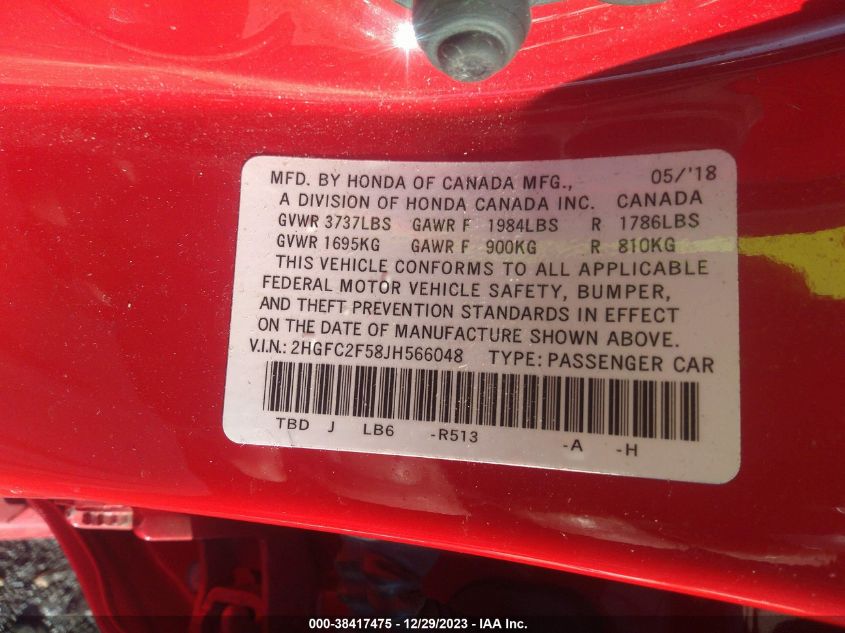 MFD. BY HONDA OF CANADA MFG., 05/'18
A DIVISION OF HONDA CANADA INC. CANADA
GVWR 3737LBS GAWR F 1984LBS R 1786LBS
GVWR 1695KG GAWR F 900KG R 810KG
THIS VEHICLE CONFORMS TO ALL APPLICABLE
FEDERAL MOTOR VEHICLE SAFETY, BUMPER,
AND THEFT PREVENTION STANDARDS IN EFFECT
ON THE DATE OF MANUFACTURE SHOWN ABOVE.
V.I.N.: 2HGFC2F58JH566048 TYPE: PASSENGER CAR
TBD J LB6 -R513 -A -H
000-38417475 - 12/29/2023 - IAA Inc.